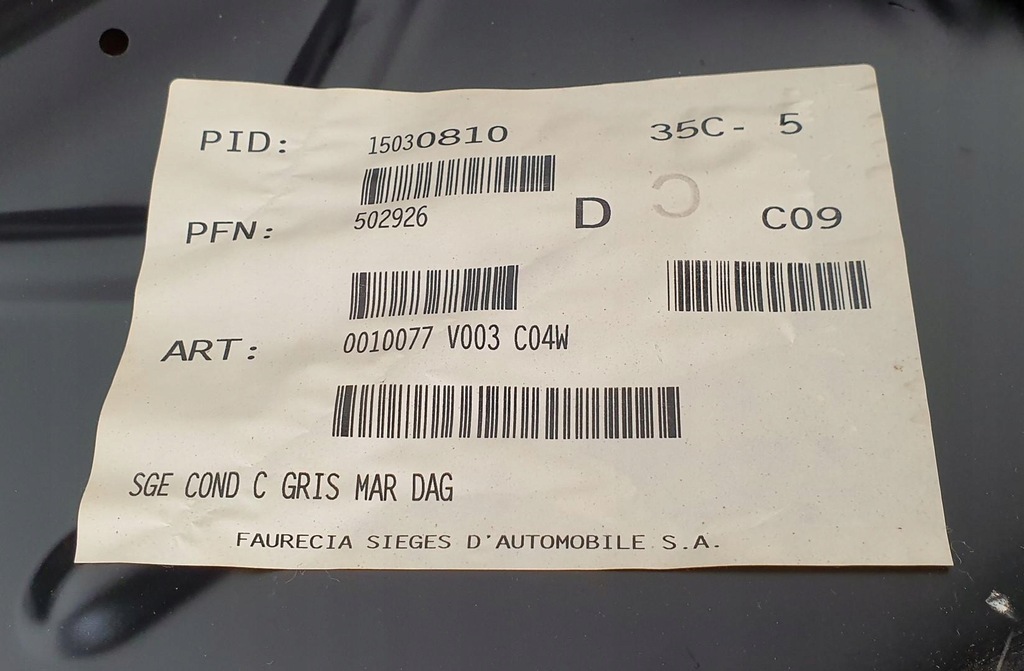 PID: 15030810 35C- 5
PFN: 502926 D C C09
ART: 0010077 V003 C04W
SGE COND C GRIS MAR DAG
FAURECIA SIEGES D'AUTOMOBILE S.A.